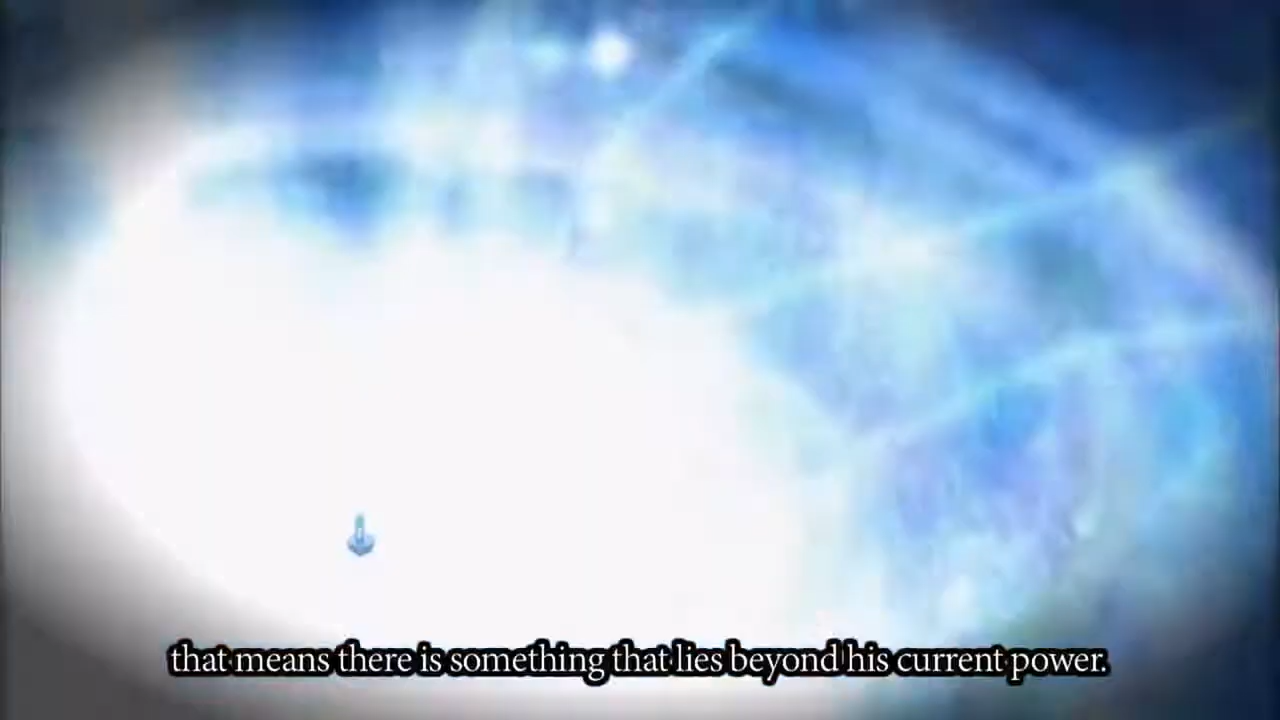 that means there is something that lies beyond his current power.